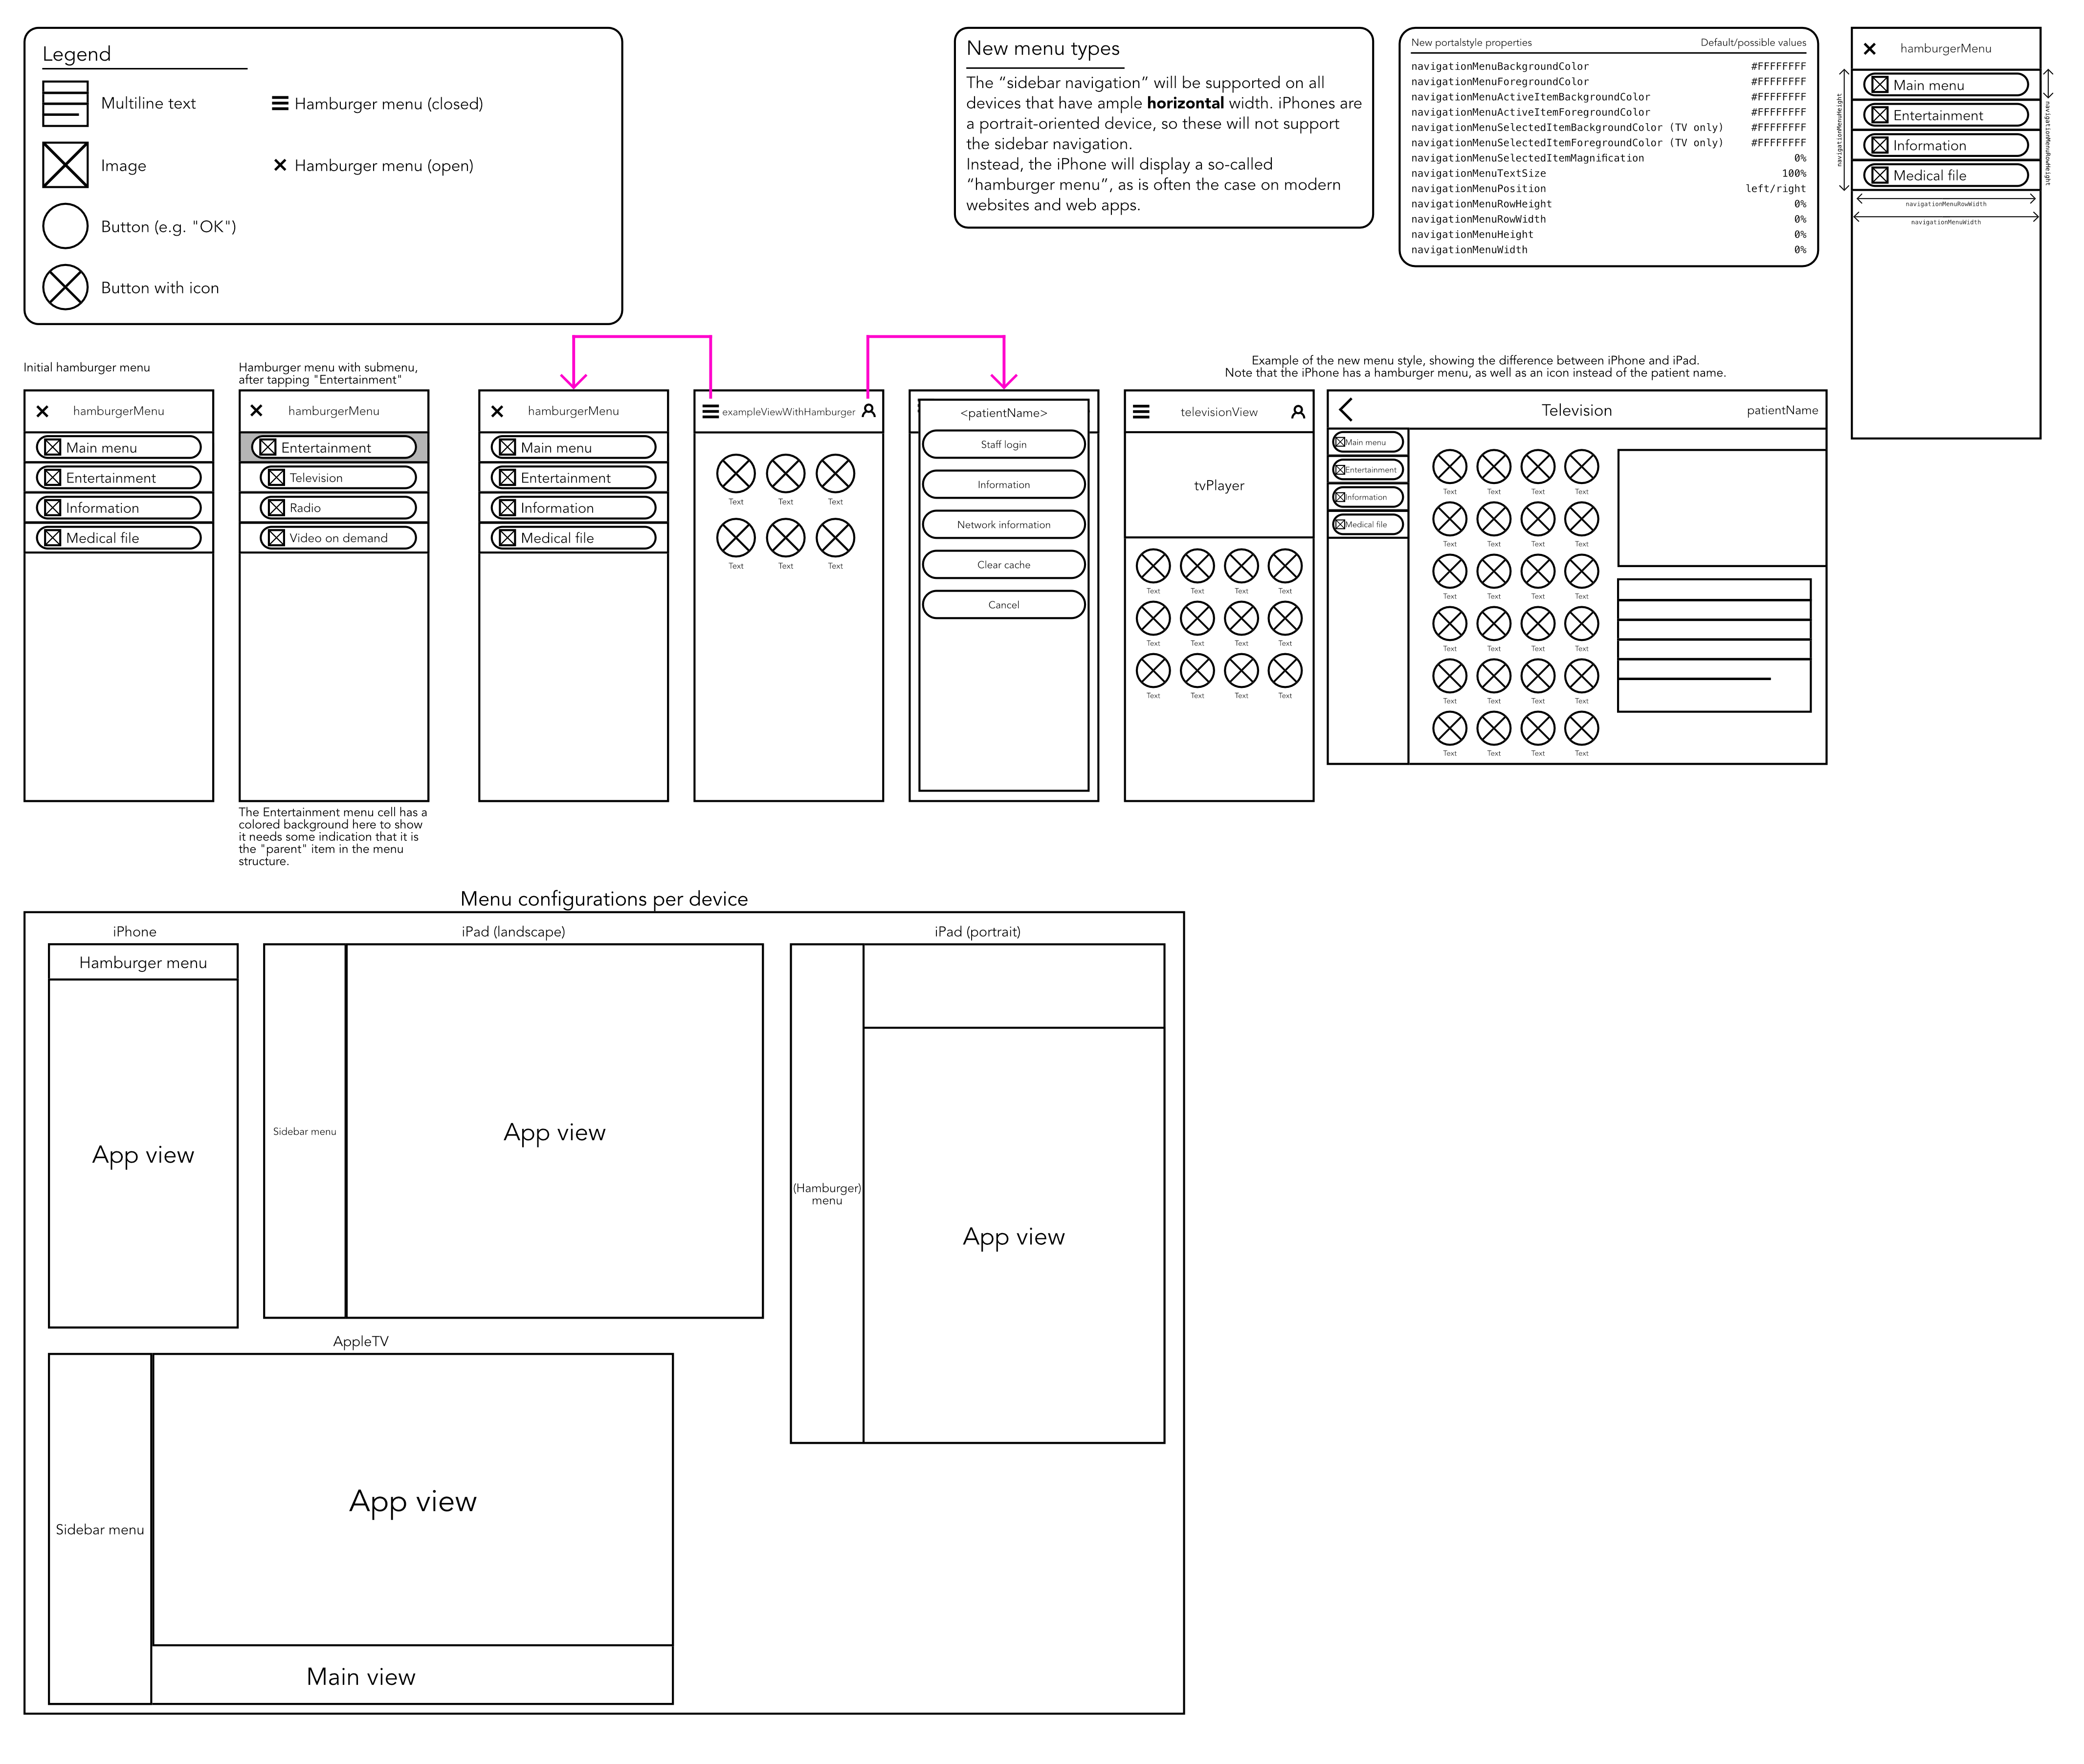 Legend
Multiline text
Image
Button (e.g. "OK")
Button with icon
Hamburger menu (closed)
Hamburger menu (open)
New menu types
The “sidebar navigation” will be supported on all
devices that have ample horizontal width. iPhones are
a portrait-oriented device, so these will not support
the sidebar navigation.
Instead, the iPhone will display a so-called
“hamburger menu”, as is often the case on modern
websites and web apps.
New portalstyle properties Default/possible values
navigationMenuBackgroundColor #FFFFFFFF
navigationMenuForegroundColor #FFFFFFFF
navigationMenuActiveItemBackgroundColor #FFFFFFFF
navigationMenuActiveItemForegroundColor #FFFFFFFF
navigationMenuSelectedItemBackgroundColor (TV only) #FFFFFFFF
navigationMenuSelectedItemForegroundColor (TV only) #FFFFFFFF
navigationMenuSelectedItemMagnification 0%
navigationMenuTextSize 100%
navigationMenuPosition left/right
navigationMenuRowHeight 0%
navigationMenuRowWidth 0%
navigationMenuHeight 0%
navigationMenuWidth 0%
hamburgerMenu
Main menu
Entertainment
Information
Medical file
navigationMenuHeight
navigationMenuRowHeight
navigationMenuRowWidth
navigationMenuWidth
Initial hamburger menu
hamburgerMenu
Main menu
Entertainment
Information
Medical file
Hamburger menu with submenu,
after tapping "Entertainment"
hamburgerMenu
Entertainment
Television
Radio
Video on demand
The Entertainment menu cell has a
colored background here to show
it needs some indication that it is
the "parent" item in the menu
structure.
hamburgerMenu
Main menu
Entertainment
Information
Medical file
exampleViewWithHamburger
Text Text Text
Text Text Text
<patientName>
Staff login
Information
Network information
Clear cache
Cancel
Example of the new menu style, showing the difference between iPhone and iPad.
Note that the iPhone has a hamburger menu, as well as an icon instead of the patient name.
televisionView
tvPlayer
Text Text Text Text
Text Text Text Text
Text Text Text Text
Television
patientName
Main menu
Entertainment
Information
Medical file
Text Text Text Text
Text Text Text Text
Text Text Text Text
Text Text Text Text
Text Text Text Text
Text Text Text Text
Menu configurations per device
iPhone
Hamburger menu
App view
iPad (landscape)
Sidebar menu
App view
iPad (portrait)
(Hamburger)
menu
App view
AppleTV
Sidebar menu
App view
Main view